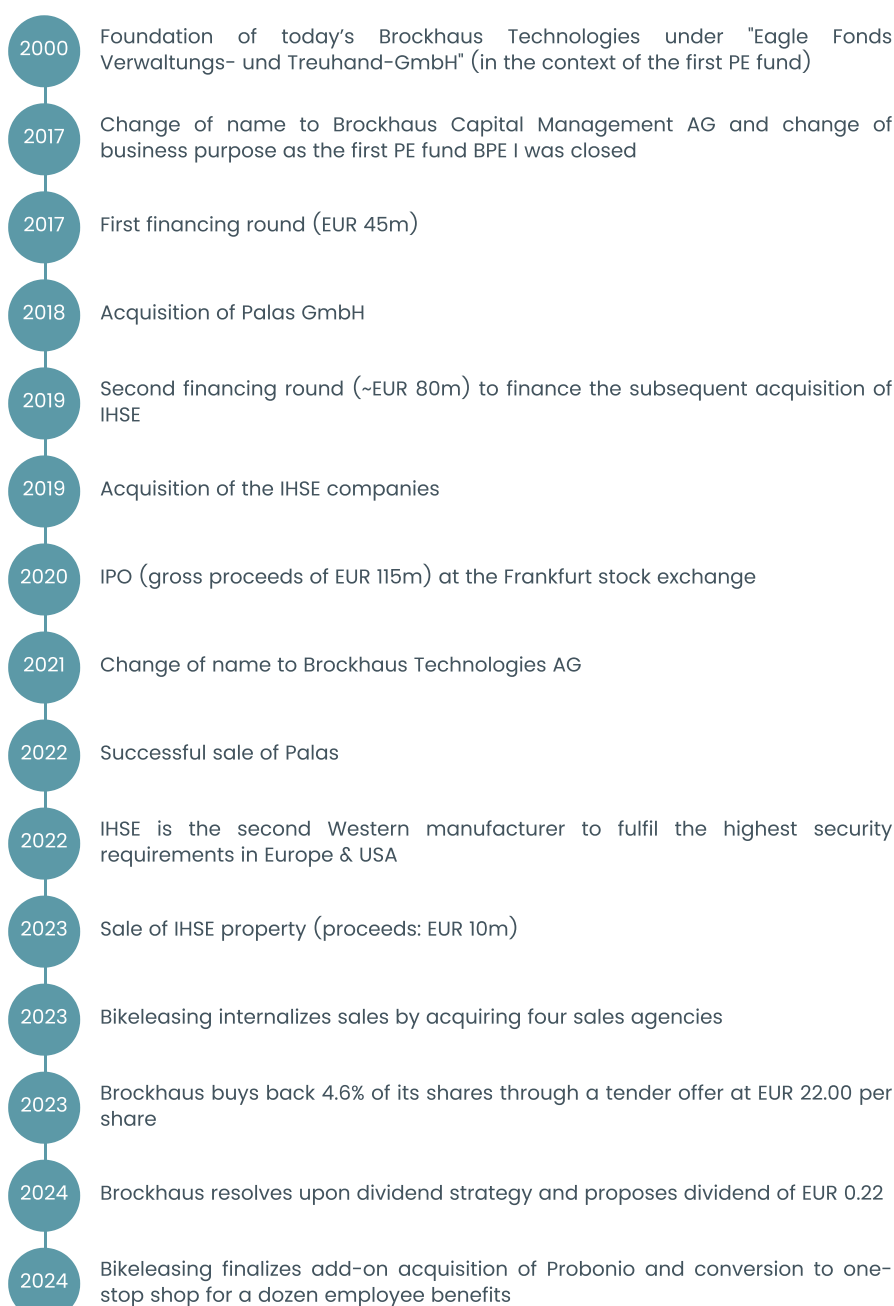 2000
Foundation of today's Brockhaus Technologies under "Eagle Fonds
Verwaltungs- und Treuhand-GmbH" (in the context of the first PE fund)
2017
Change of name to Brockhaus Capital Management AG and change of
business purpose as the first PE fund BPE I was closed
2017
First financing round (EUR 45m)
2018
Acquisition of Palas GmbH
2019
Second financing round (~EUR 80m) to finance the subsequent acquisition of
IHSE
2019
Acquisition of the IHSE companies
2020
IPO (gross proceeds of EUR 115m) at the Frankfurt stock exchange
2021
Change of name to Brockhaus Technologies AG
2022
Successful sale of Palas
2022
IHSE is the second Western manufacturer to fulfil the highest security
requirements in Europe & USA
2023
Sale of IHSE property (proceeds: EUR 10m)
2023
Bikeleasing internalizes sales by acquiring four sales agencies
2023
Brockhaus buys back 4.6% of its shares through a tender offer at EUR 22.00 per
share
2024
Brockhaus resolves upon dividend strategy and proposes dividend of EUR 0.22
2024
Bikeleasing finalizes add-on acquisition of Probonio and conversion to one-
stop shop for a dozen employee benefits